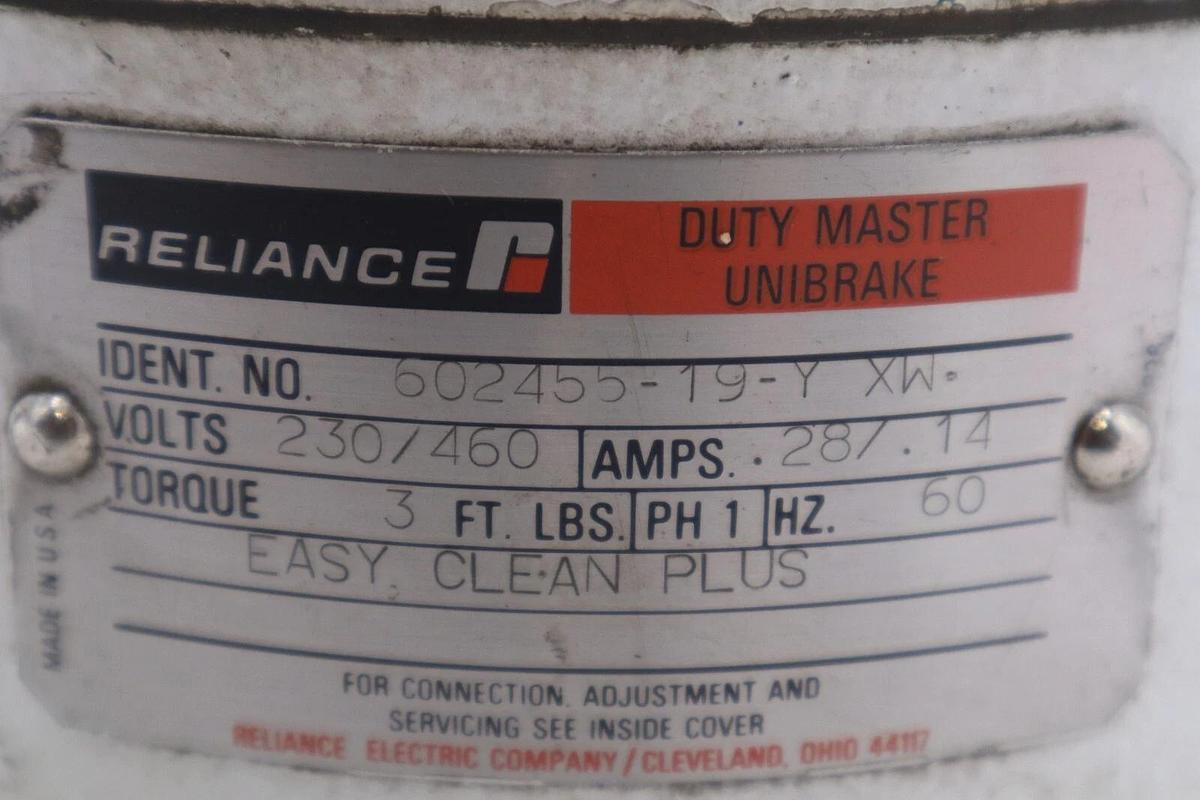 RELIANCE
DUTY MASTER
UNIBRAKE
IDENT. NO. 602455-19-Y XW.
VOLTS 230/460 AMPS. .28/.14
TORQUE 3 FT. LBS. PH 1 HZ. 60
EASY CLEAN PLUS
FOR CONNECTION, ADJUSTMENT AND
SERVICING SEE INSIDE COVER
RELIANCE ELECTRIC COMPANY / CLEVELAND, OHIO 44117
MADE IN USA